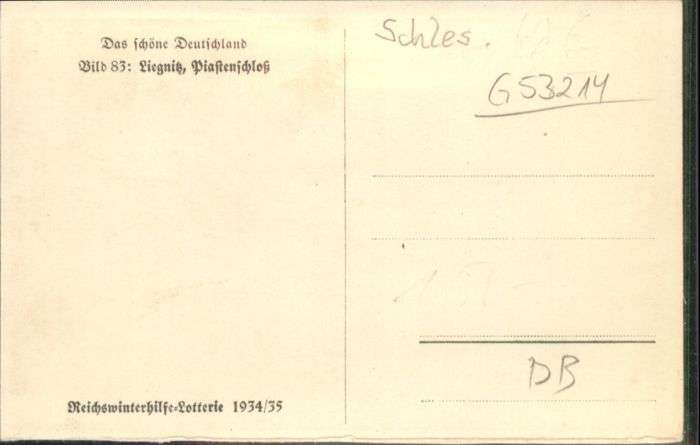 Das schöne Deutschland
Bild 83: Liegnitz, Piastenschloß
Schles.
G53214
DB
Reichswinterhilfe-Lotterie 1934/35